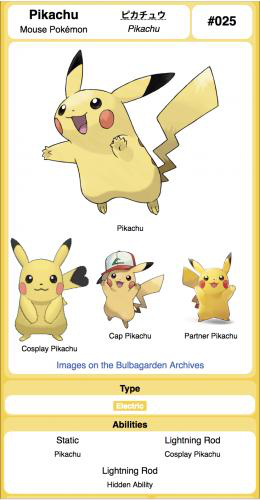 Pikachu
Mouse Pokémon
ピカチュウ
Pikachu
#025
Pikachu
Cosplay Pikachu
Cap Pikachu
Partner Pikachu
Images on the Bulbagarden Archives
Type
Electric
Abilities
Static
Pikachu
Lightning Rod
Cosplay Pikachu
Lightning Rod
Hidden Ability